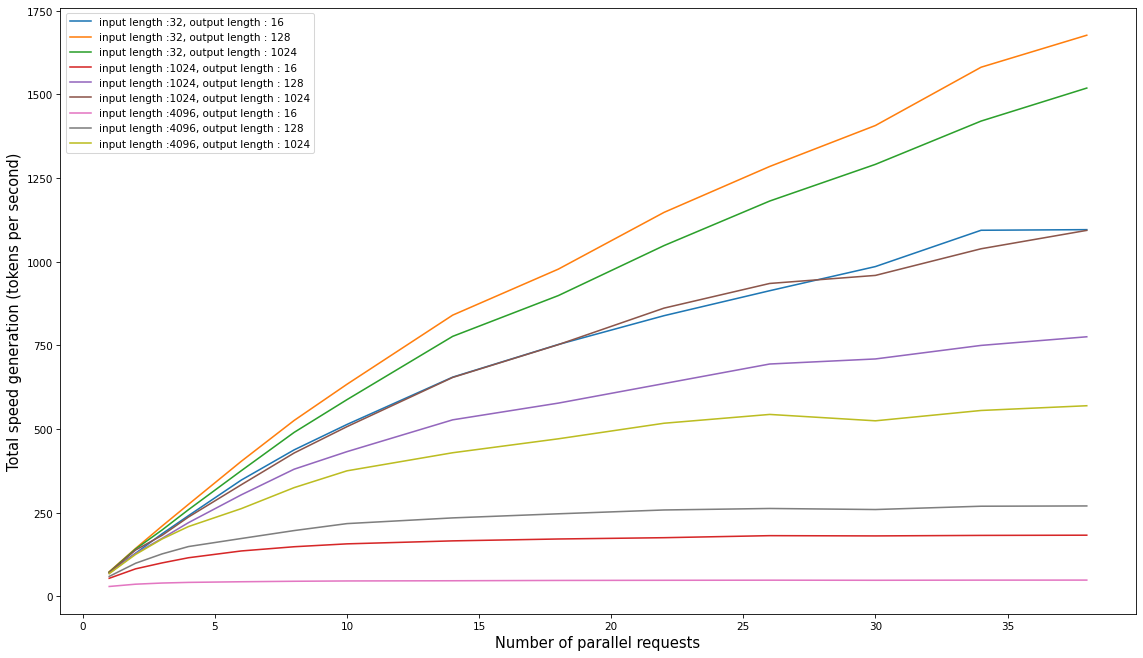 1750
input length :32, output length : 16
input length :32, output length : 128
input length :32, output length : 1024
input length :1024, output length : 16
input length :1024, output length : 128
input length :1024, output length : 1024
input length :4096, output length : 16
input length :4096, output length : 128
input length :4096, output length : 1024
1500
1250
1000
750
500
250
0
Total speed generation (tokens per second)
0 5 10 15 20 25 30 35
Number of parallel requests